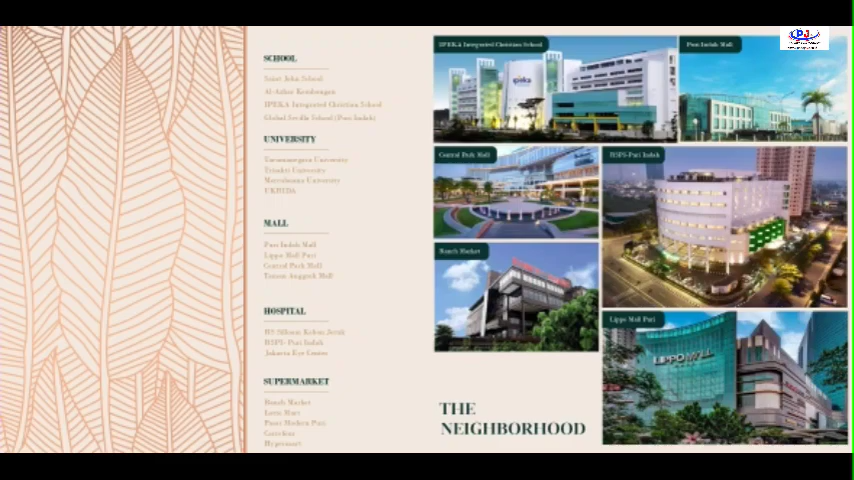 SCHOOL
Saint John School
Al-Azhar Kembangan
IPEKA Integrated Christian School
Global Sevilla School (Puri Indah)
UNIVERSITY
Tarumanagara University
Trisakti University
Mercubuana University
UKRIDA
MALL
Puri Indah Mall
Lippo Mall Puri
Central Park Mall
Taman Anggrek Mall
HOSPITAL
RS Siloam Kebon Jeruk
RSPI- Puri Indah
Jakarta Eye Center
SUPERMARKET
Ranch Market
Lotte Mart
Pasar Modern Puri
Carrefour
Hypermart
IPEKA Integrated Christian School
Puri Indah Mall
Central Park Mall
RSPI-Puri Indah
Ranch Market
Lippo Mall Puri
ipeka
LIPPO MALL
PJ
THE
NEIGHBORHOOD